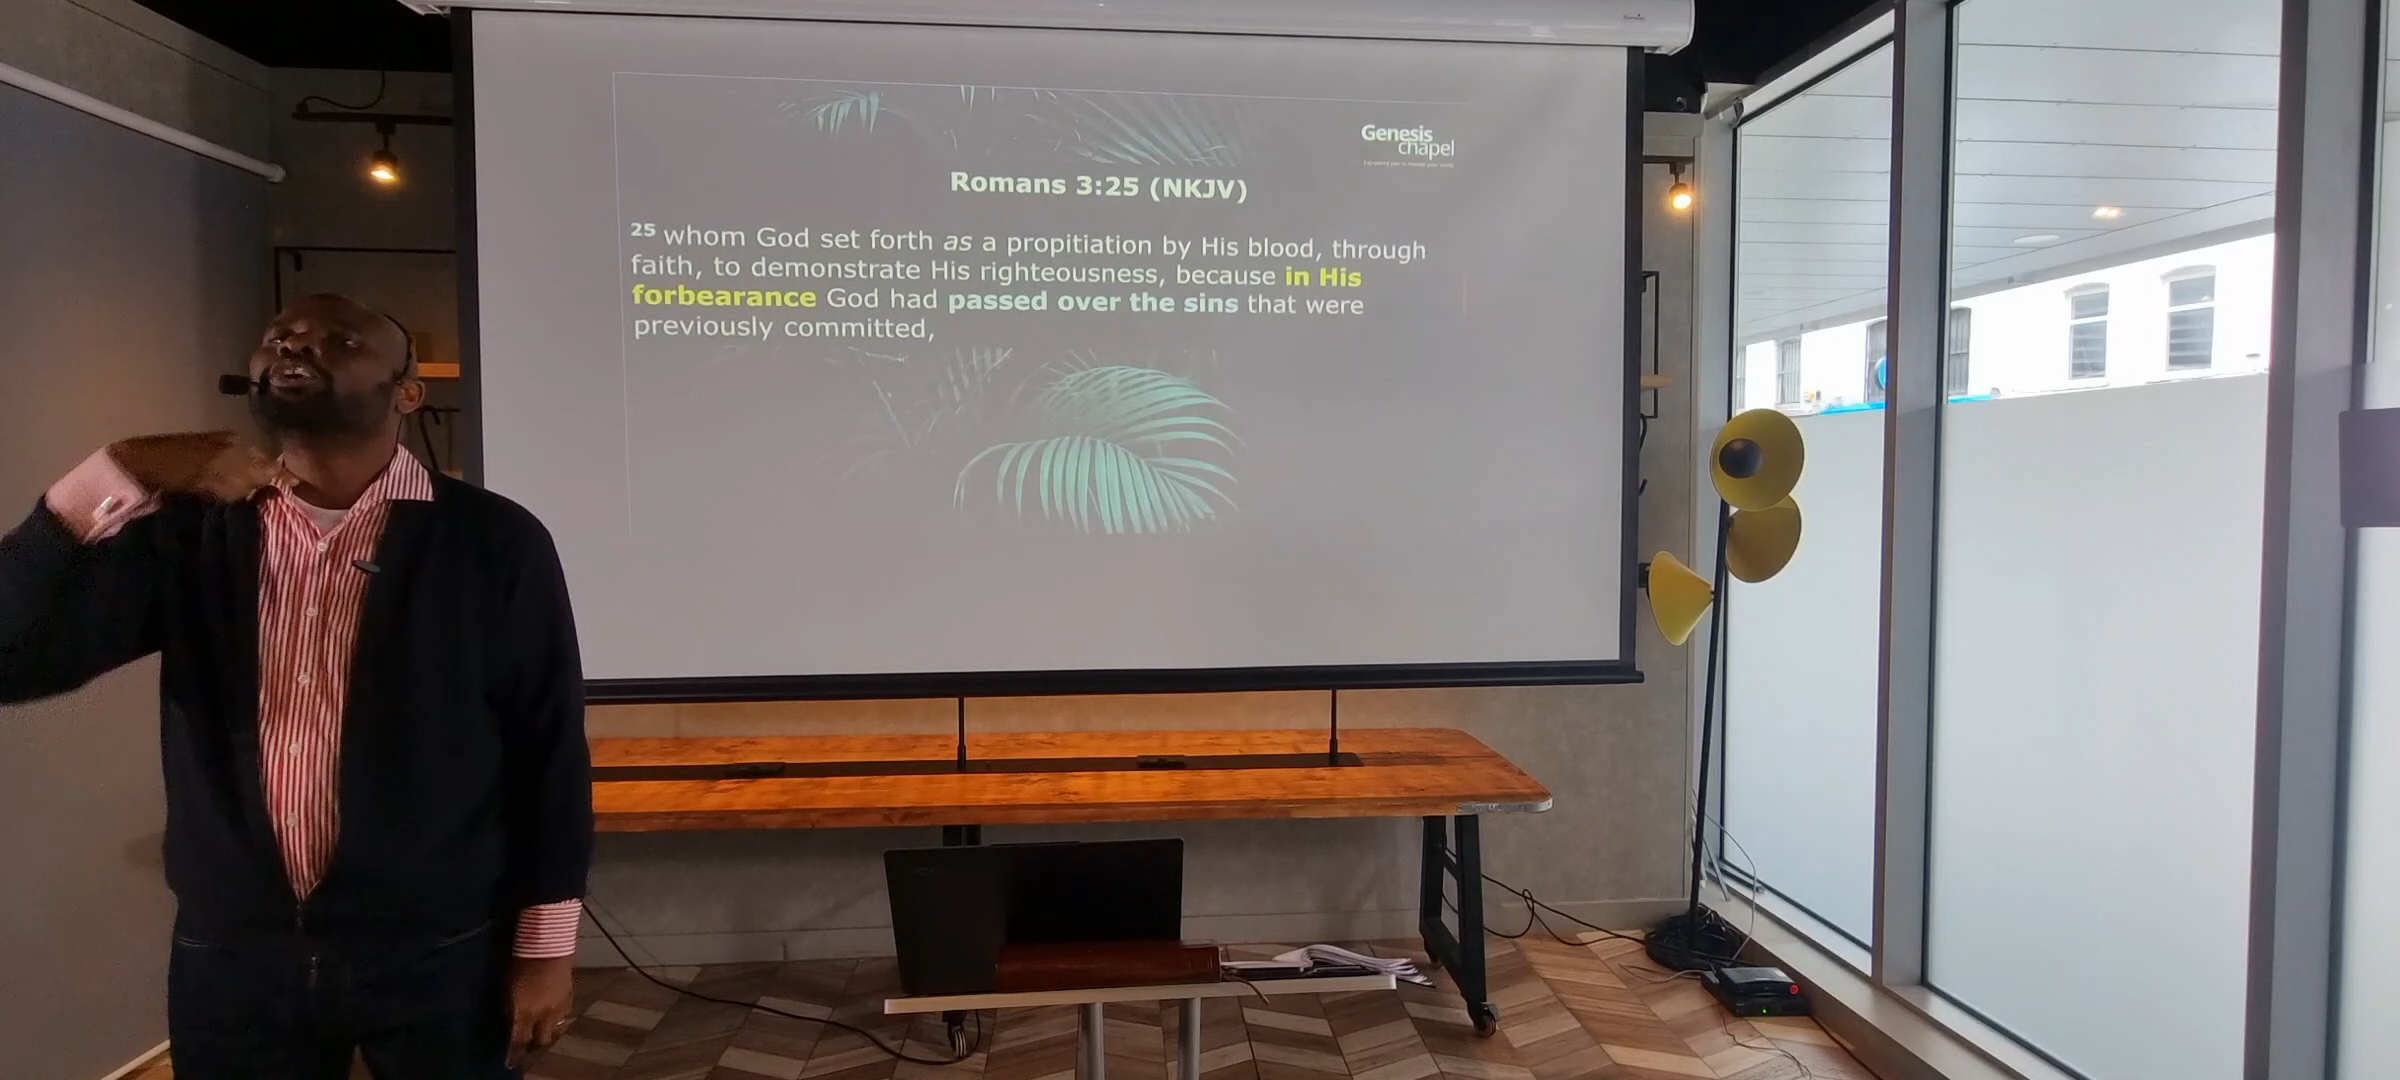 Genesis
chapel
Romans 3:25 (NKJV)
25 whom God set forth as a propitiation by His blood, through
faith, to demonstrate His righteousness, because in His
forbearance God had passed over the sins that were
previously committed,